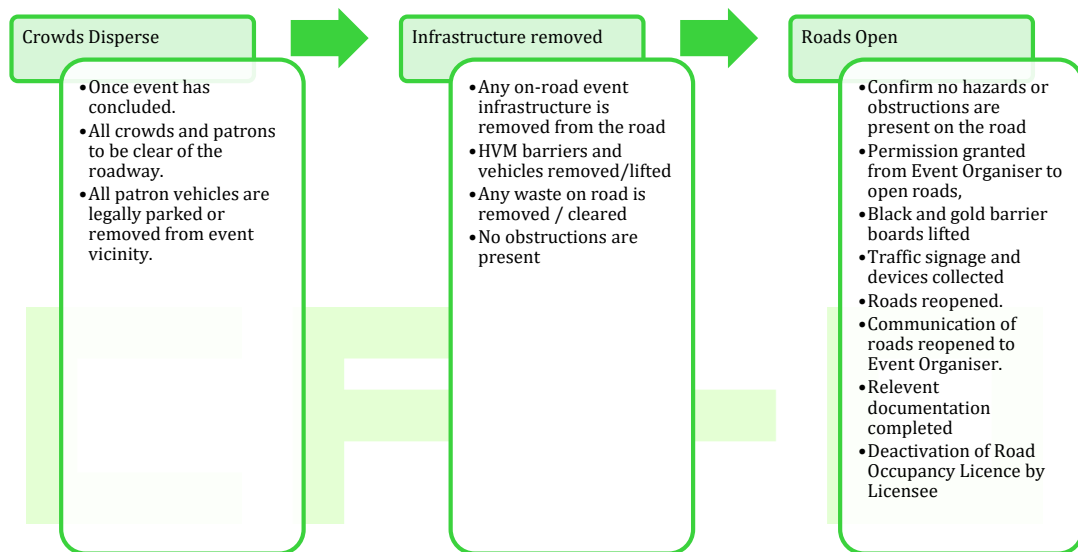 Crowds Disperse
•Once event has
concluded.
•All crowds and patrons
to be clear of the
roadway.
•All patron vehicles are
legally parked or
removed from event
vicinity.
Infrastructure removed
•Any on-road event
infrastructure is
removed from the road
•HVM barriers and
vehicles removed/lifted
•Any waste on road is
removed / cleared
•No obstructions are
present
Roads Open
•Confirm no hazards or
obstructions are
present on the road
•Permission granted
from Event Organiser to
open roads,
•Black and gold barrier
boards lifted
•Traffic signage and
devices collected
•Roads reopened.
•Communication of
roads reopened to
Event Organiser.
•Relevent
documentation
completed
•Deactivation of Road
Occupancy Licence by
Licensee